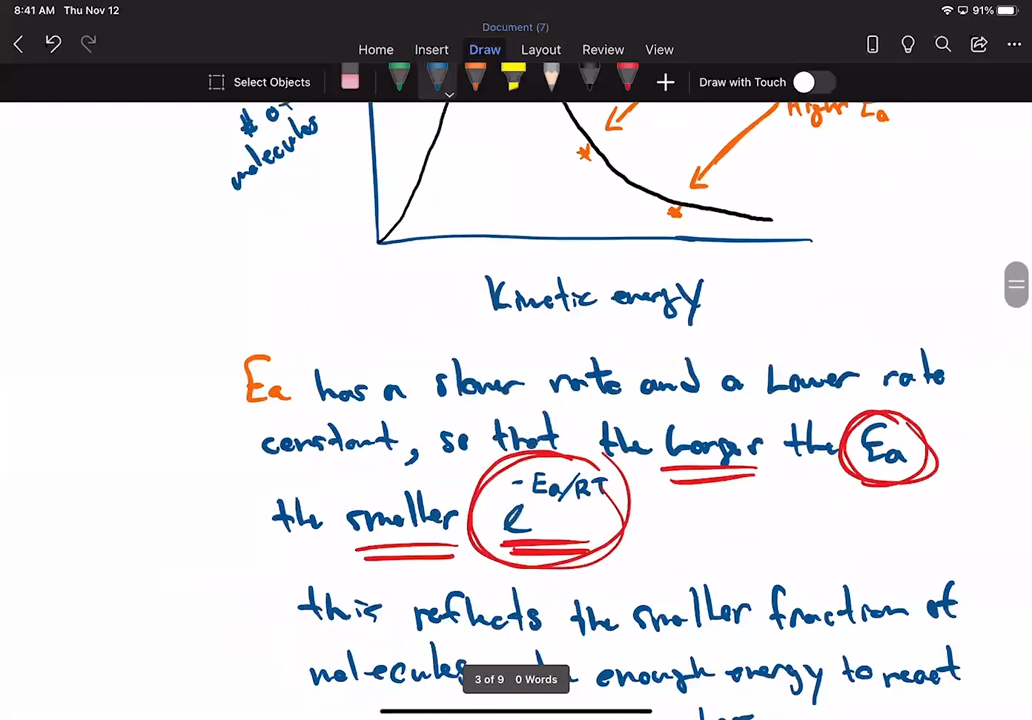 8:41 AM Thu Nov 12
91%
Document (7)
Home Insert Draw Layout Review View
Select Objects
Draw with Touch
# of
molecules
Ea
Kinetic energy
Ea has a slower rate and a Lower rate
constant, so that the larger the Ea
the smaller e^-Ea/RT
this reflects the smaller fraction of
molecules enough energy to react
3 of 9 0 Words